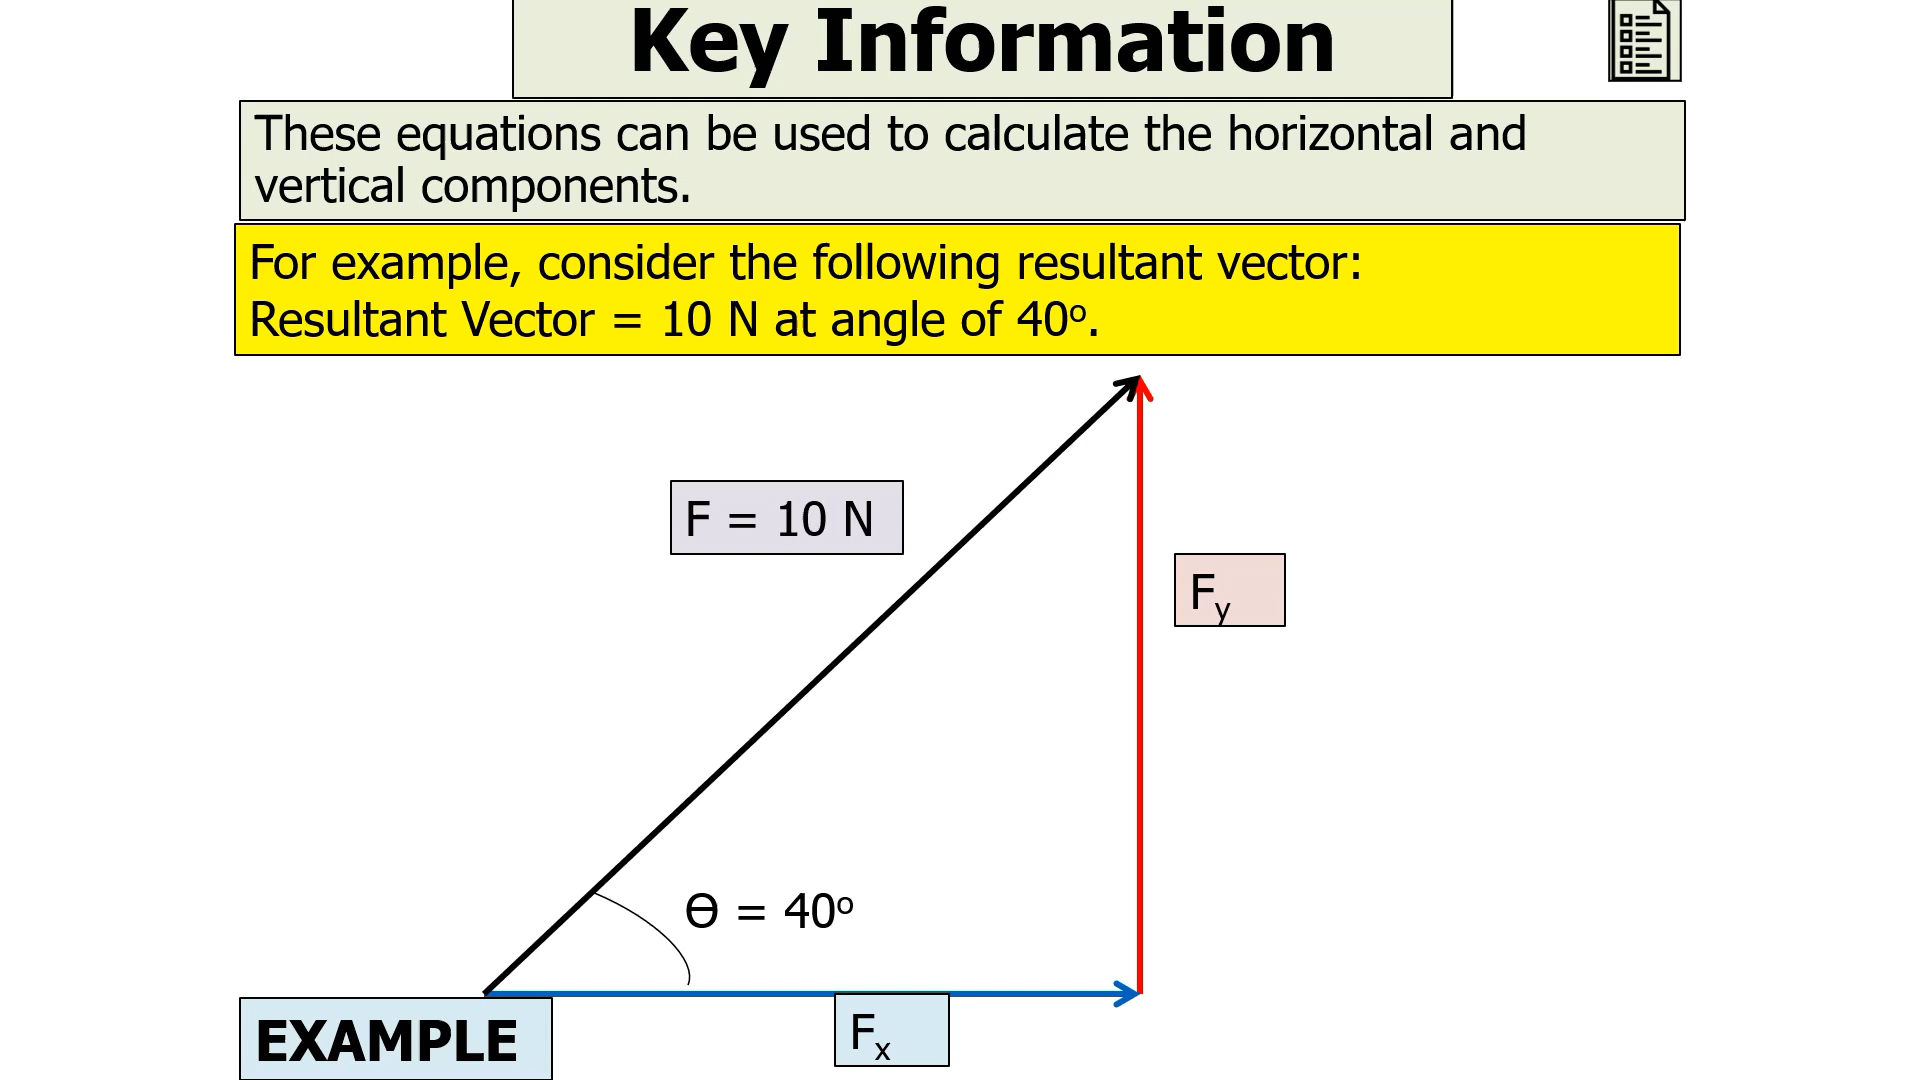 Key Information
These equations can be used to calculate the horizontal and
vertical components.
For example, consider the following resultant vector:
Resultant Vector = 10 N at angle of 40º.
F = 10 N
Fy
ϴ = 40º
EXAMPLE
Fx